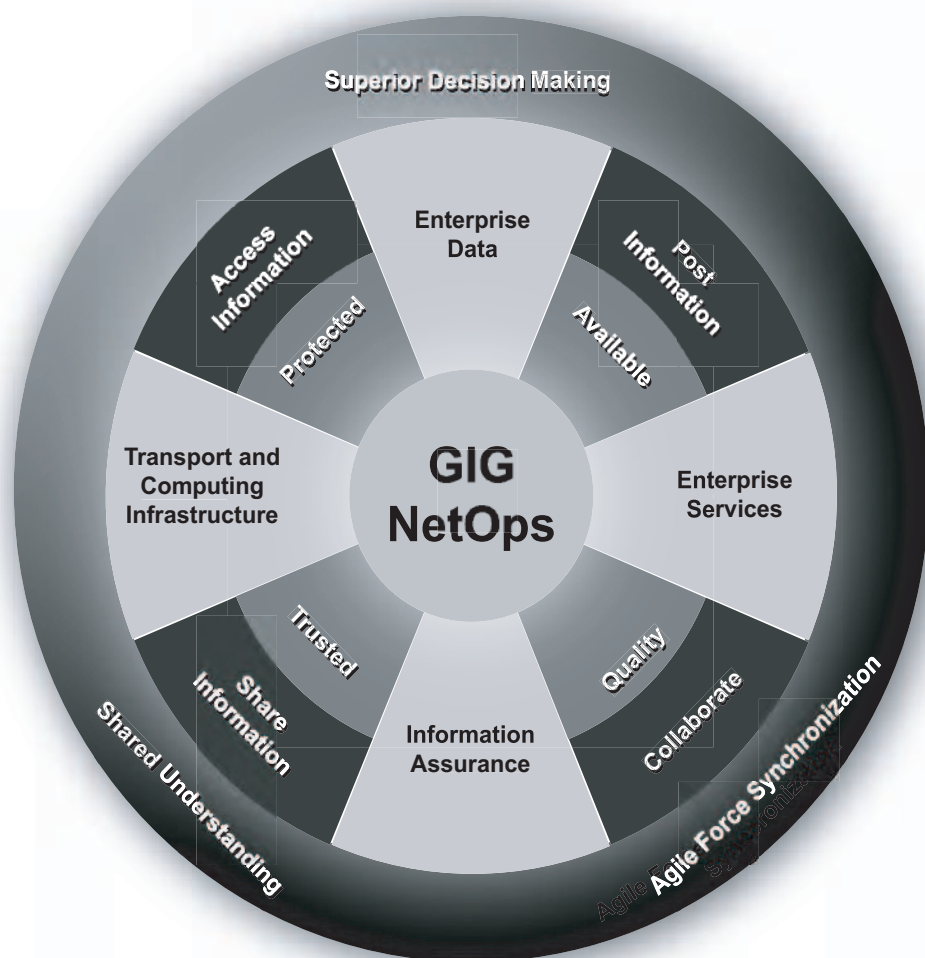 Superior Decision Making
Enterprise
Data
Access
Information
Post
Information
Protected
Available
Transport and
Computing
Infrastructure
GIG
NetOps
Enterprise
Services
Trusted
Quality
Share
Information
Collaborate
Information
Assurance
Shared Understanding
Agile Force Synchronization